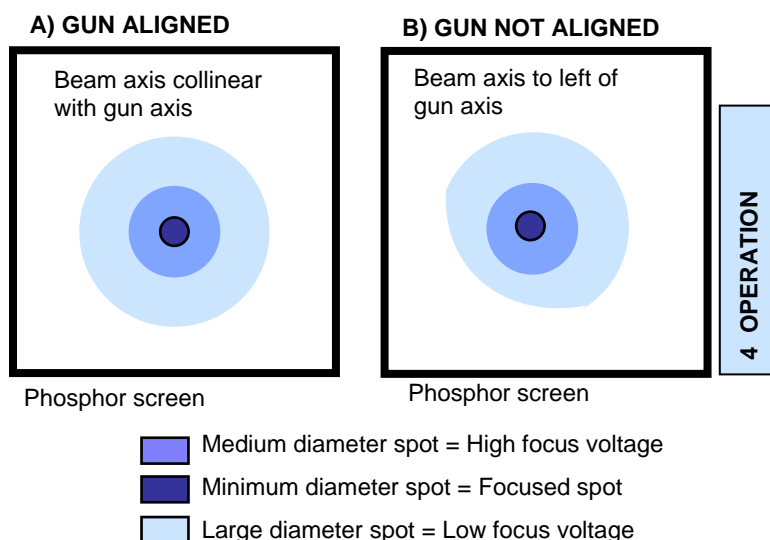 A) GUN ALIGNED
Beam axis collinear
with gun axis
Phosphor screen
B) GUN NOT ALIGNED
Beam axis to left of
gun axis
Phosphor screen
4 OPERATION
Medium diameter spot = High focus voltage
Minimum diameter spot = Focused spot
Large diameter spot = Low focus voltage